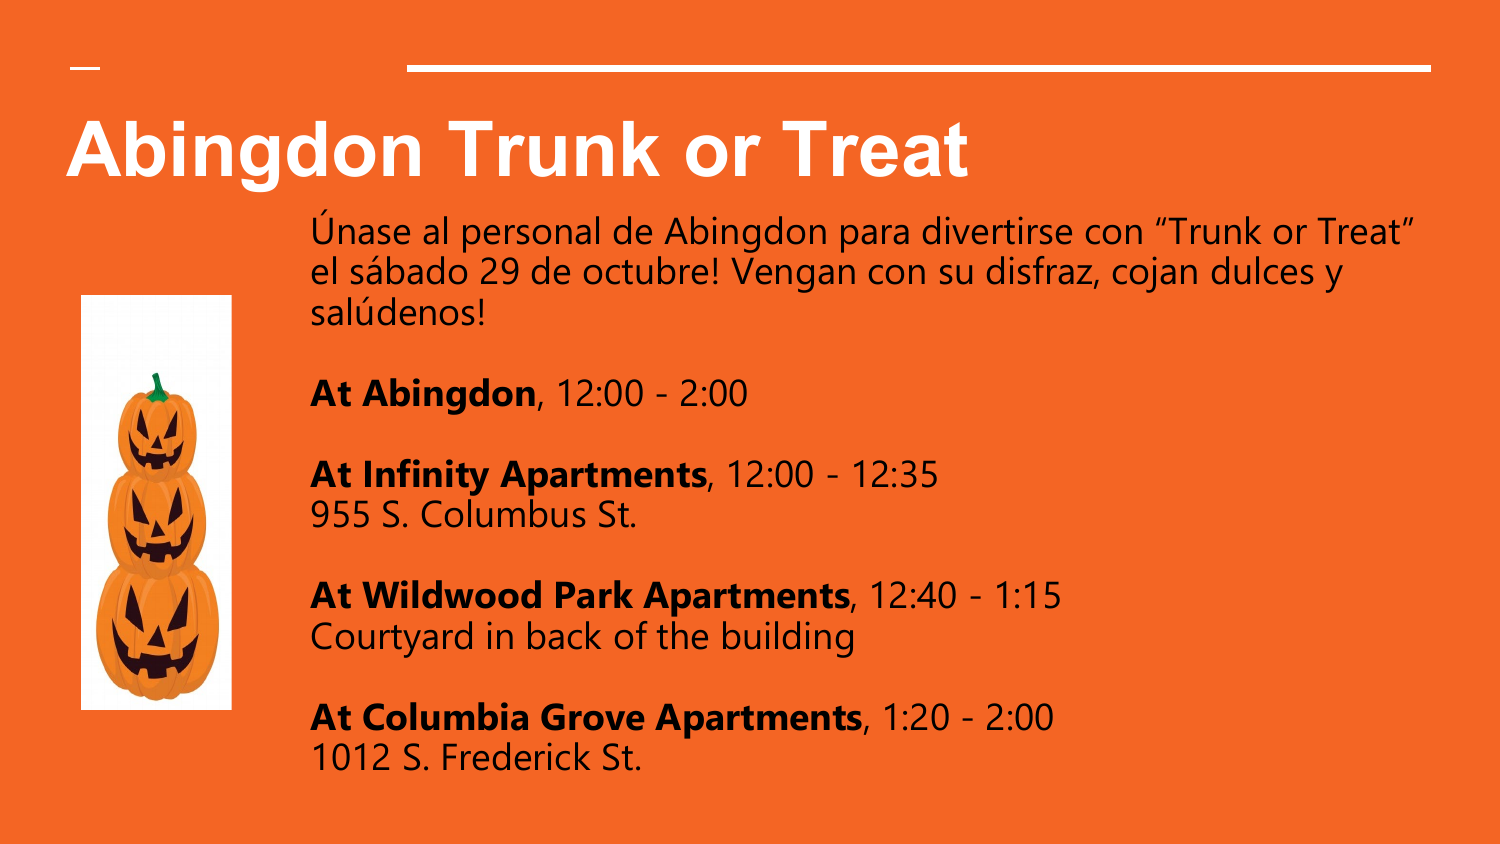 Abingdon Trunk or Treat
Únase al personal de Abingdon para divertirse con “Trunk or Treat”
el sábado 29 de octubre! Vengan con su disfraz, cojan dulces y
salúdenos!
At Abingdon, 12:00 - 2:00
At Infinity Apartments, 12:00 - 12:35
955 S. Columbus St.
At Wildwood Park Apartments, 12:40 - 1:15
Courtyard in back of the building
At Columbia Grove Apartments, 1:20 - 2:00
1012 S. Frederick St.